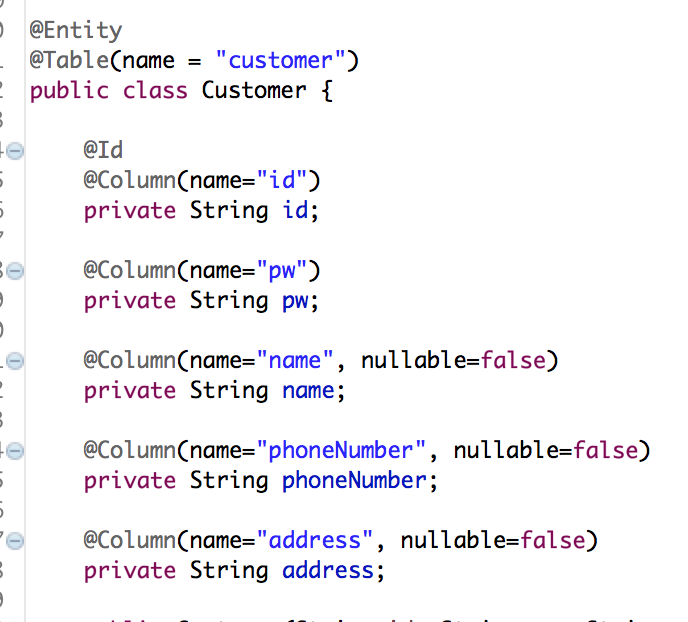 @Entity
@Table(name = "customer")
public class Customer {
@Id
@Column(name="id")
private String id;
@Column(name="pw")
private String pw;
@Column(name="name", nullable=false)
private String name;
@Column(name="phoneNumber", nullable=false)
private String phoneNumber;
@Column(name="address", nullable=false)
private String address;